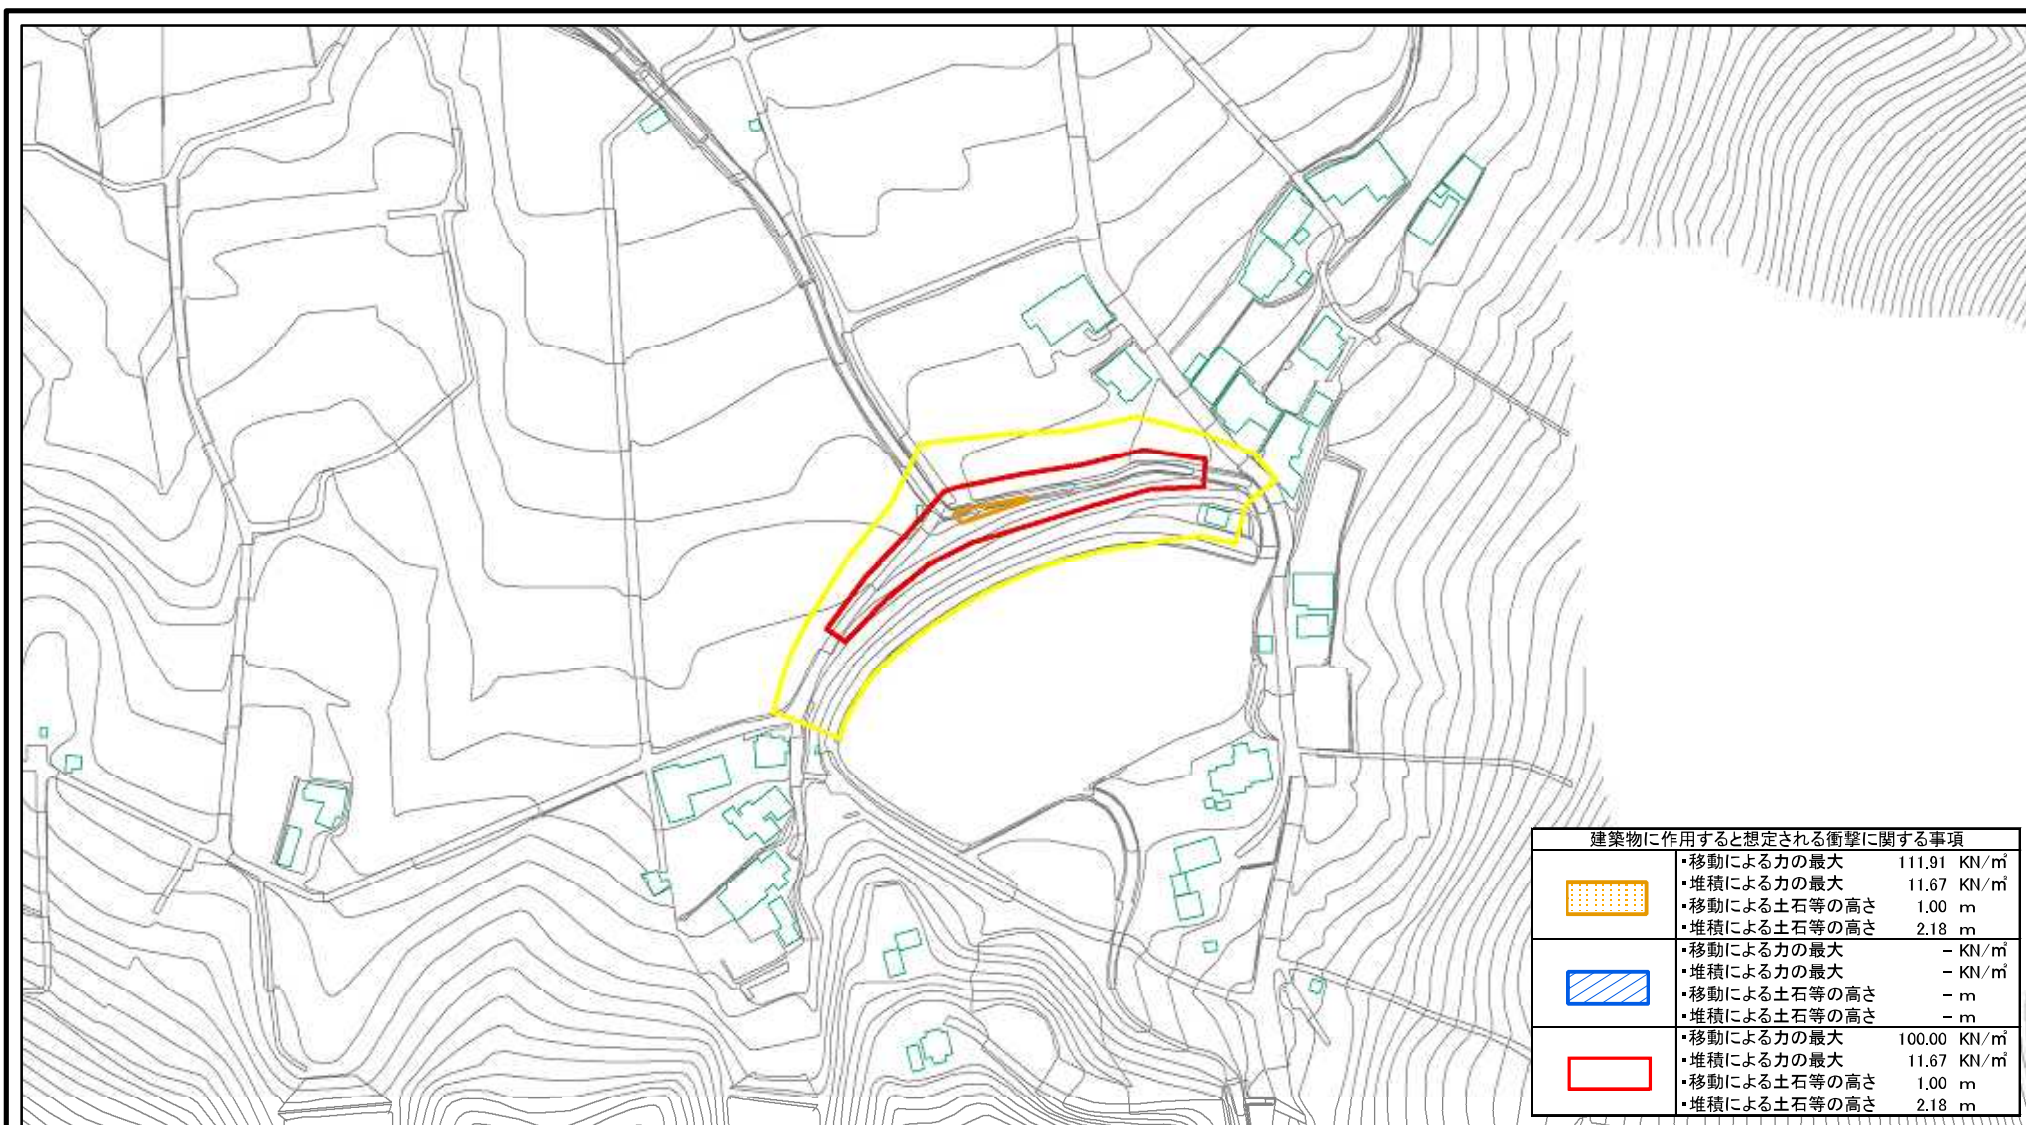 建築物に作用すると想定される衝撃に関する事項
・移動による力の最大 111.91 KN/㎡
・堆積による力の最大 11.67 KN/㎡
・移動による土石等の高さ 1.00 m
・堆積による土石等の高さ 2.18 m
・移動による力の最大 - KN/㎡
・堆積による力の最大 - KN/㎡
・移動による土石等の高さ - m
・堆積による土石等の高さ - m
・移動による力の最大 100.00 KN/㎡
・堆積による力の最大 11.67 KN/㎡
・移動による土石等の高さ 1.00 m
・堆積による土石等の高さ 2.18 m